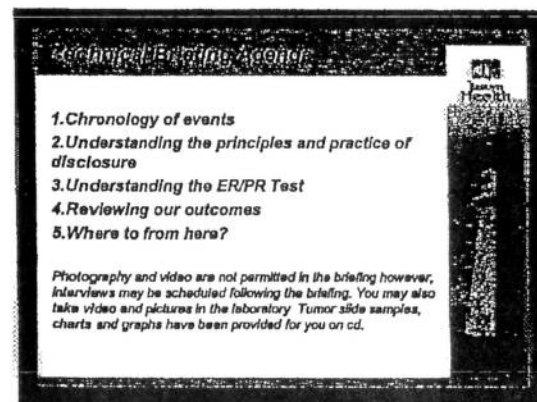 Technical Briefing Agenda
Health
1.Chronology of events
2.Understanding the principles and practice of
disclosure
3.Understanding the ER/PR Test
4.Reviewing our outcomes
5.Where to from here?
Photography and video are not permitted in the briefing however,
interviews may be scheduled following the briefing. You may also
take video and pictures in the laboratory Tumor slide samples,
charts and graphs have been provided for you on cd.